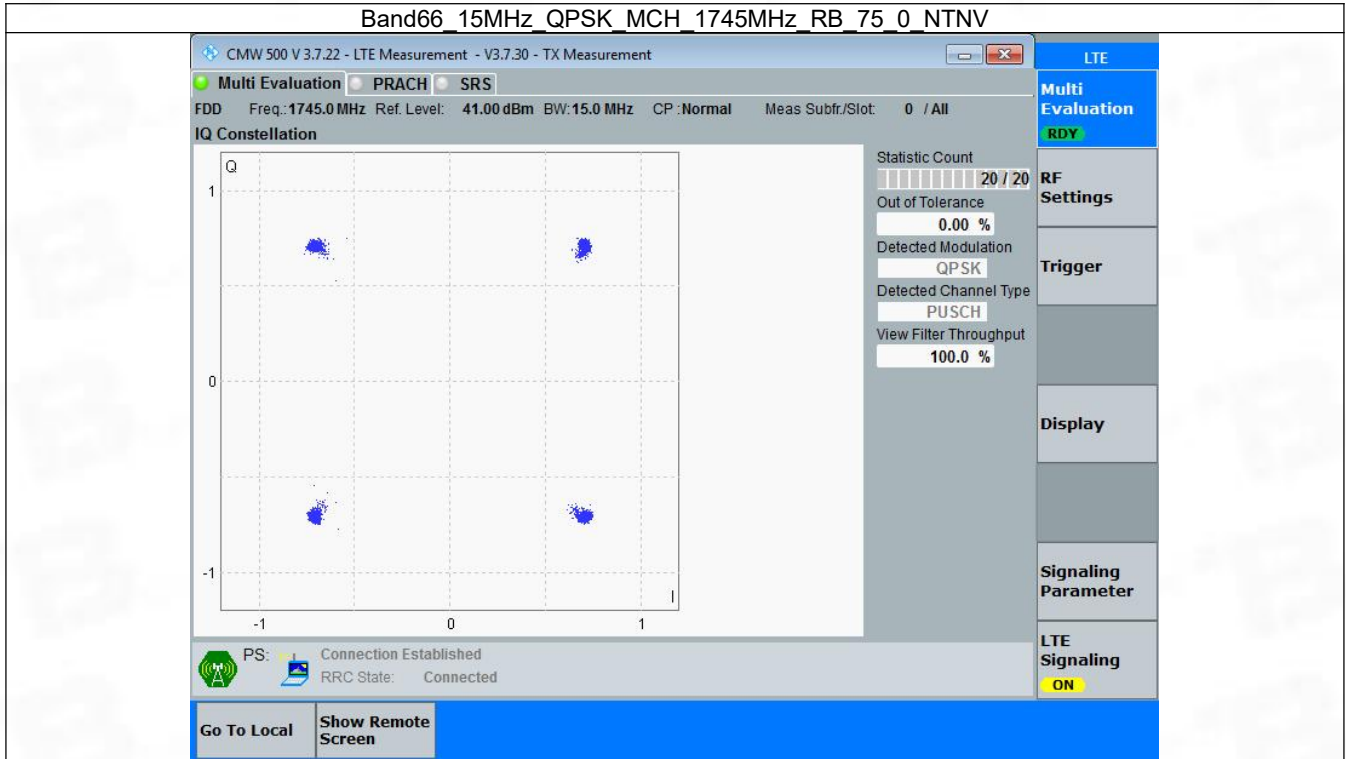 Band66_15MHz_QPSK_MCH_1745MHz_RB_75_0_NTNV
CMW 500 V 3.7.22 - LTE Measurement - V3.7.30 - TX Measurement
LTE
Multi Evaluation PRACH SRS
Multi
Evaluation
RDY
FDD Freq.:1745.0 MHz Ref. Level: 41.00 dBm BW:15.0 MHz CP :Normal Meas Subfr./Slot: 0 / All
IQ Constellation
Q
1
0
-1
I
-1 0 1
Statistic Count
20 / 20
Out of Tolerance
0.00 %
Detected Modulation
QPSK
Detected Channel Type
PUSCH
View Filter Throughput
100.0 %
RF
Settings
Trigger
Display
Signaling
Parameter
LTE
Signaling
ON
PS: Connection Established
RRC State: Connected
Go To Local
Show Remote
Screen